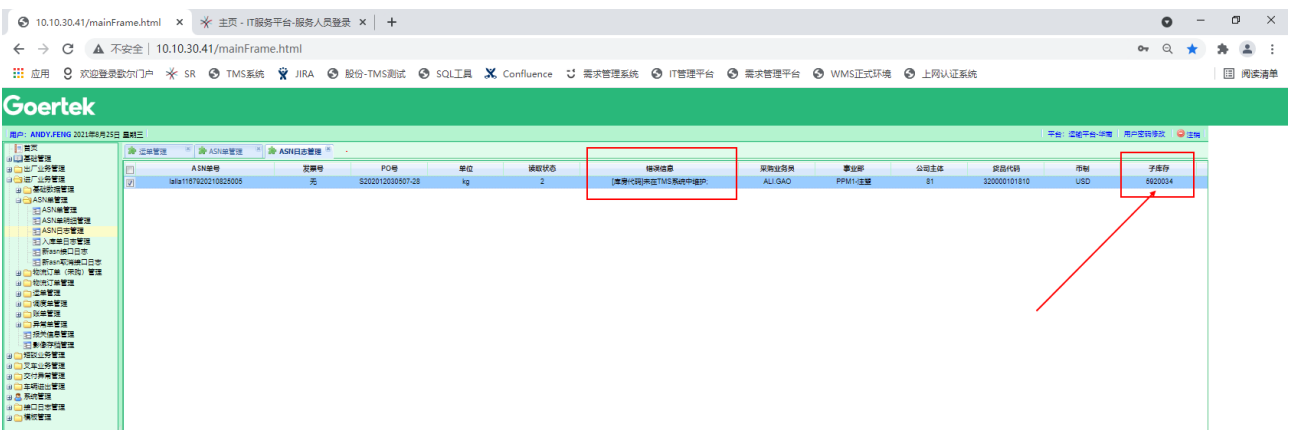 10.10.30.41/mainFrame.html
主页 - IT服务平台-服务人员登录
不安全 10.10.30.41/mainFrame.html
应用 欢迎登录歌尔门户 SR TMS系统 JIRA 股份-TMS测试 SQL工具 Confluence 需求管理系统 IT管理平台 需求管理平台 WMS正式环境 上网认证系统 阅读清单
Goertek
用户: ANDY.FENG 2021年8月25日 星期三 平台: 运输平台-华南 用户密码修改 注销
运单管理 ASN单管理 ASN日志管理
ASN单号 发票号 PO号 单位 读取状态 错误信息 采购业务员 事业部 公司主体 货品代码 币制 子库存
lalla1167920210825005 无 S202012030507-28 kg 2 [库房代码]未在TMS系统中维护; ALI.GAO PPM1-注塑 81 320000101810 USD 5920034
首页
基础管理
出厂业务管理
进厂业务管理
基础数据管理
ASN单管理
ASN单管理
ASN单明细管理
ASN日志管理
入库单日志管理
新asn接口日志
新asn取消接口日志
物流订单（采购）管理
物流订单管理
运单管理
调度单管理
账单管理
异常单管理
报关信息管理
影像存档管理
短驳业务管理
叉车业务管理
交付异常管理
车辆进出管理
系统管理
接口日志管理
模板管理